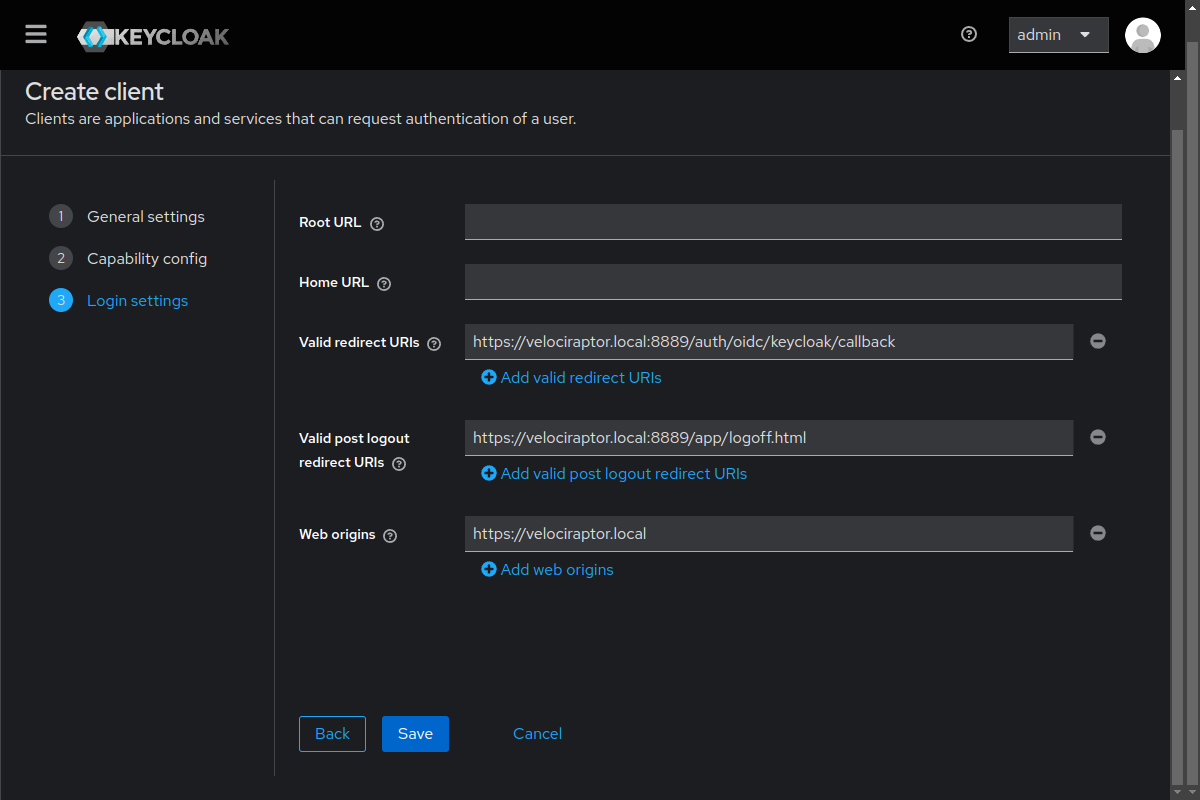 KEYCLOAK
admin
Create client
Clients are applications and services that can request authentication of a user.
1 General settings
2 Capability config
3 Login settings
Root URL
Home URL
Valid redirect URIs
https://velociraptor.local:8889/auth/oidc/keycloak/callback
Add valid redirect URIs
Valid post logout
redirect URIs
https://velociraptor.local:8889/app/logoff.html
Add valid post logout redirect URIs
Web origins
https://velociraptor.local
Add web origins
Back
Save
Cancel